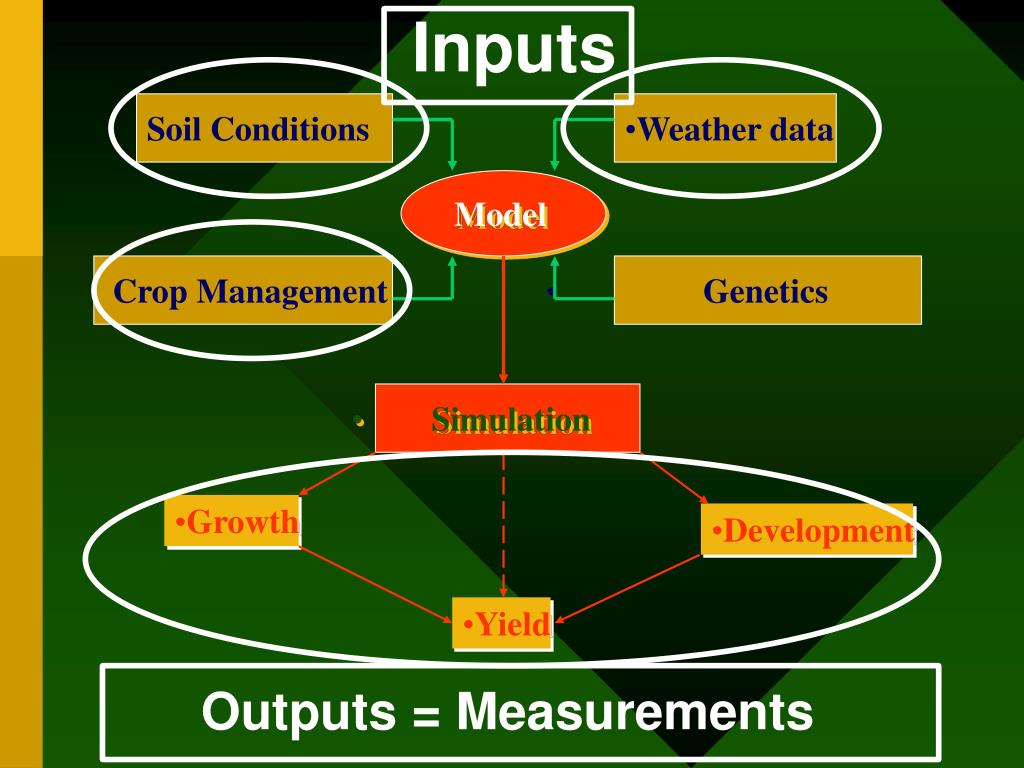 Inputs
Soil Conditions
•Weather data
Model
Crop Management
• Genetics
• Simulation
•Growth
•Development
•Yield
Outputs = Measurements